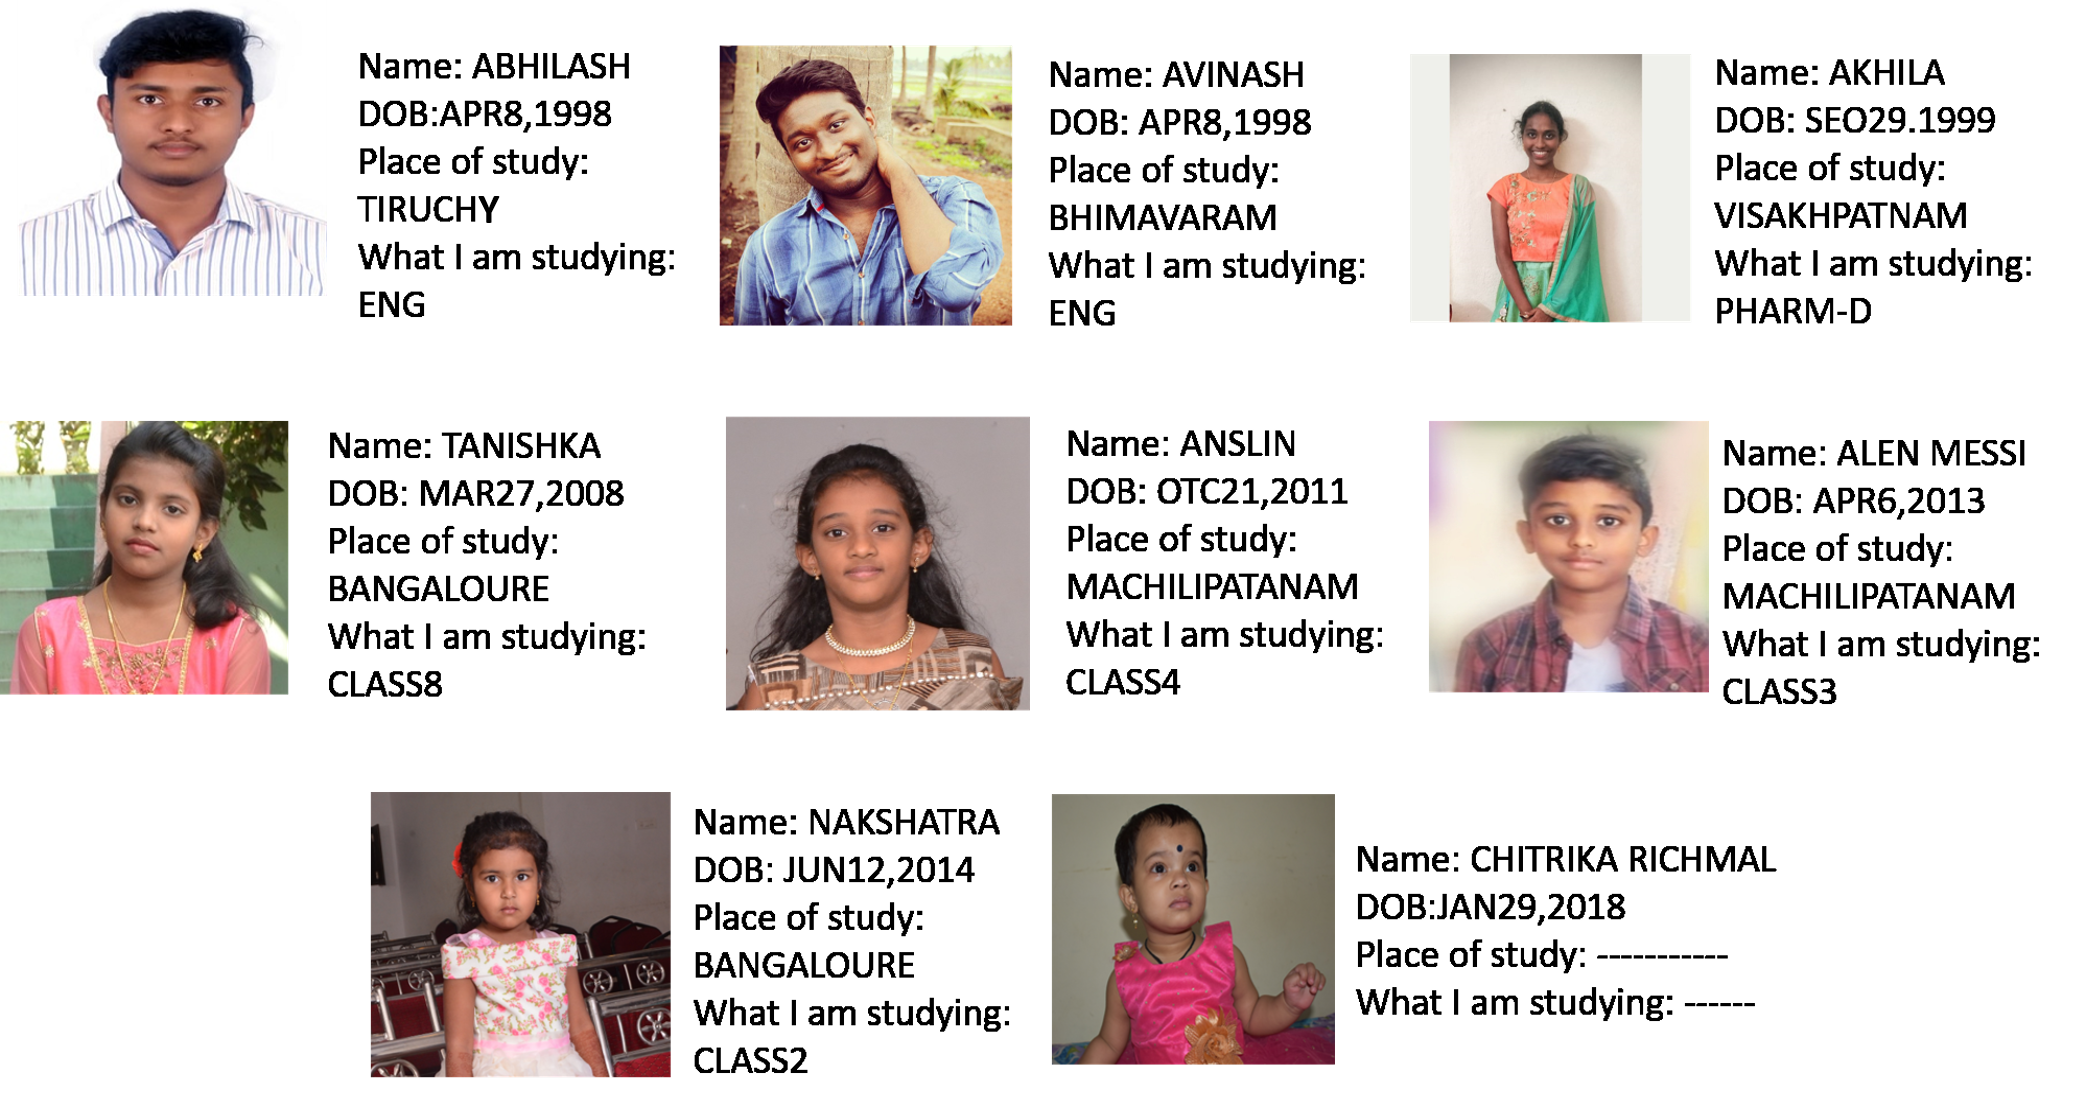 Name: ABHILASH
DOB:APR8,1998
Place of study:
TIRUCHY
What I am studying:
ENG
Name: AVINASH
DOB: APR8,1998
Place of study:
BHIMAVARAM
What I am studying:
ENG
Name: AKHILA
DOB: SEO29.1999
Place of study:
VISAKHPATNAM
What I am studying:
PHARM-D
Name: TANISHKA
DOB: MAR27,2008
Place of study:
BANGALOURE
What I am studying:
CLASS8
Name: ANSLIN
DOB: OTC21,2011
Place of study:
MACHILIPATANAM
What I am studying:
CLASS4
Name: ALEN MESSI
DOB: APR6,2013
Place of study:
MACHILIPATANAM
What I am studying:
CLASS3
Name: NAKSHATRA
DOB: JUN12,2014
Place of study:
BANGALOURE
What I am studying:
CLASS2
Name: CHITRIKA RICHMAL
DOB:JAN29,2018
Place of study: -----------
What I am studying: ------